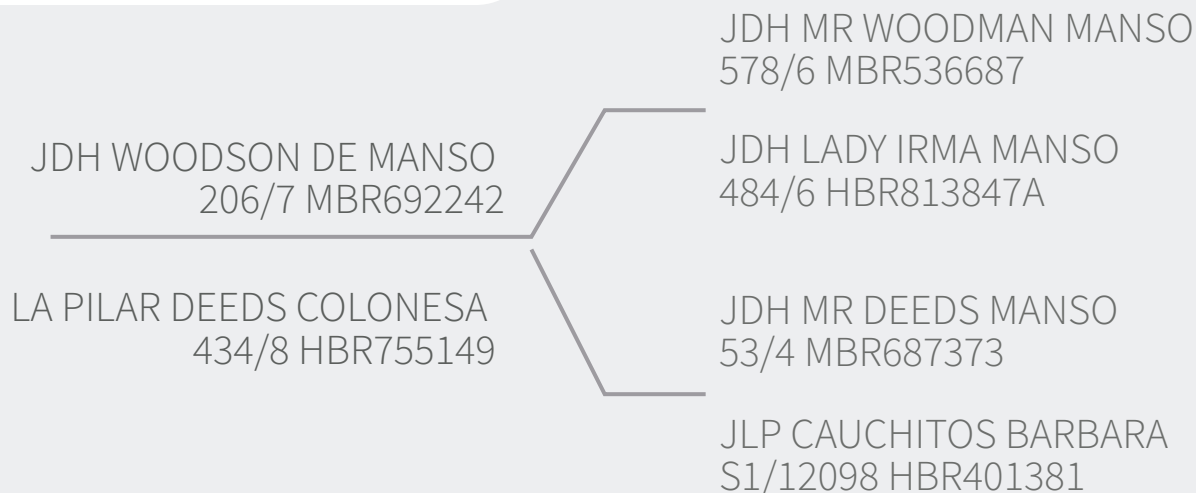 JDH WOODSON DE MANSO
206/7 MBR692242
LA PILAR DEEDS COLONESA
434/8 HBR755149
JDH MR WOODMAN MANSO
578/6 MBR536687
JDH LADY IRMA MANSO
484/6 HBR813847A
JDH MR DEEDS MANSO
53/4 MBR687373
JLP CAUCHITOS BARBARA
S1/12098 HBR401381